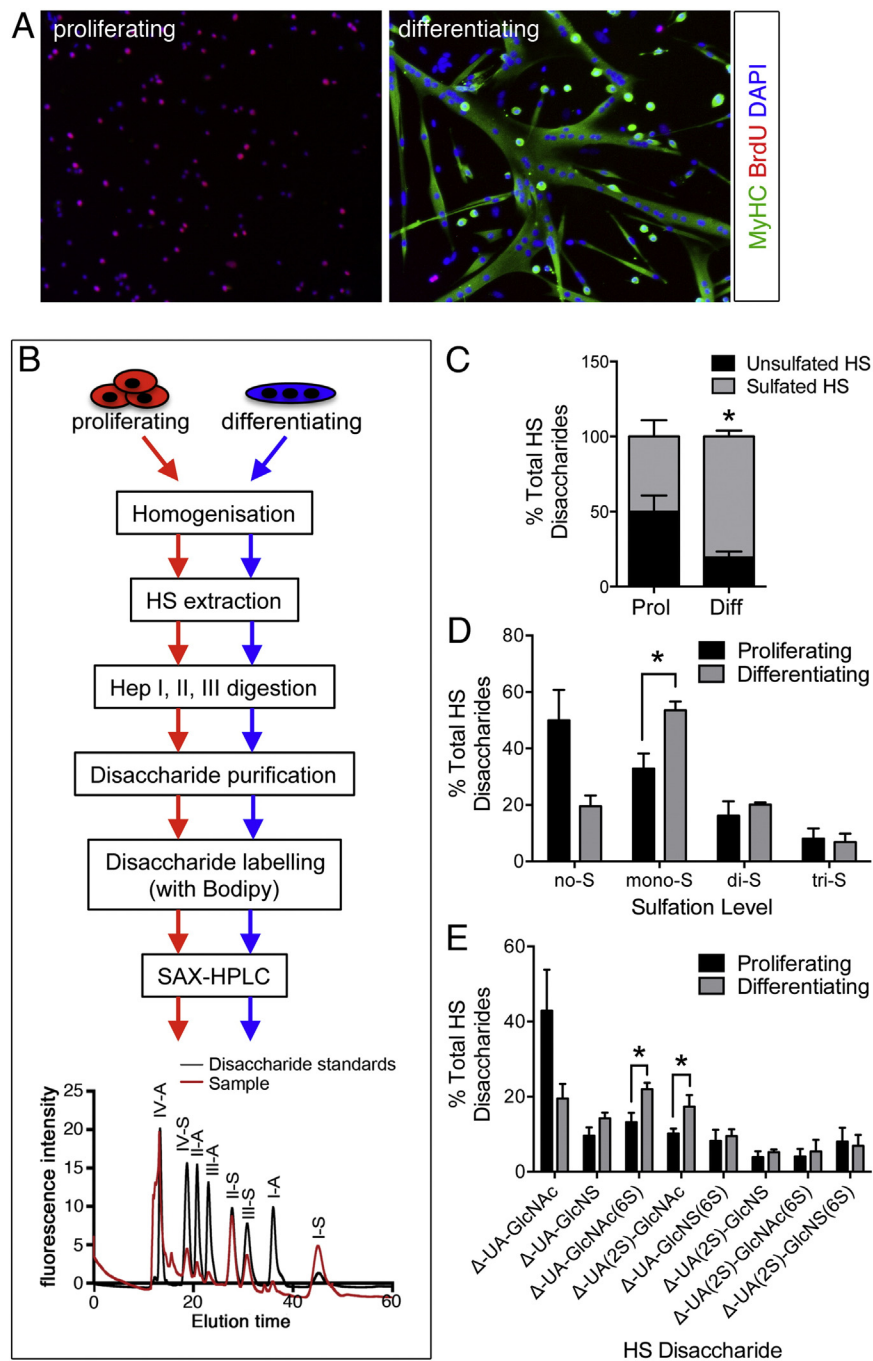 A
proliferating
differentiating
MyHC BrdU DAPI
B
proliferating
differentiating
Homogenisation
HS extraction
Hep I, II, III digestion
Disaccharide purification
Disaccharide labelling
(with Bodipy)
SAX-HPLC
Disaccharide standards
Sample
fluorescence intensity
25
20
15
10
5
0
IV-A
IV-S
II-A
III-A
II-S
III-S
I-A
I-S
0
20
40
60
Elution time
C
Unsulfated HS
Sulfated HS
% Total HS
Disaccharides
150
100
50
0
*
Prol
Diff
D
Proliferating
Differentiating
% Total HS
Disaccharides
80
60
40
20
0
*
no-S
mono-S
di-S
tri-S
Sulfation Level
E
Proliferating
Differentiating
% Total HS
Disaccharides
60
40
20
0
*
*
Δ-UA-GlcNAc
Δ-UA-GlcNS
Δ-UA-GlcNAc(6S)
Δ-UA(2S)-GlcNAc
Δ-UA-GlcNS(6S)
Δ-UA(2S)-GlcNS
Δ-UA(2S)-GlcNAc(6S)
Δ-UA(2S)-GlcNS(6S)
HS Disaccharide